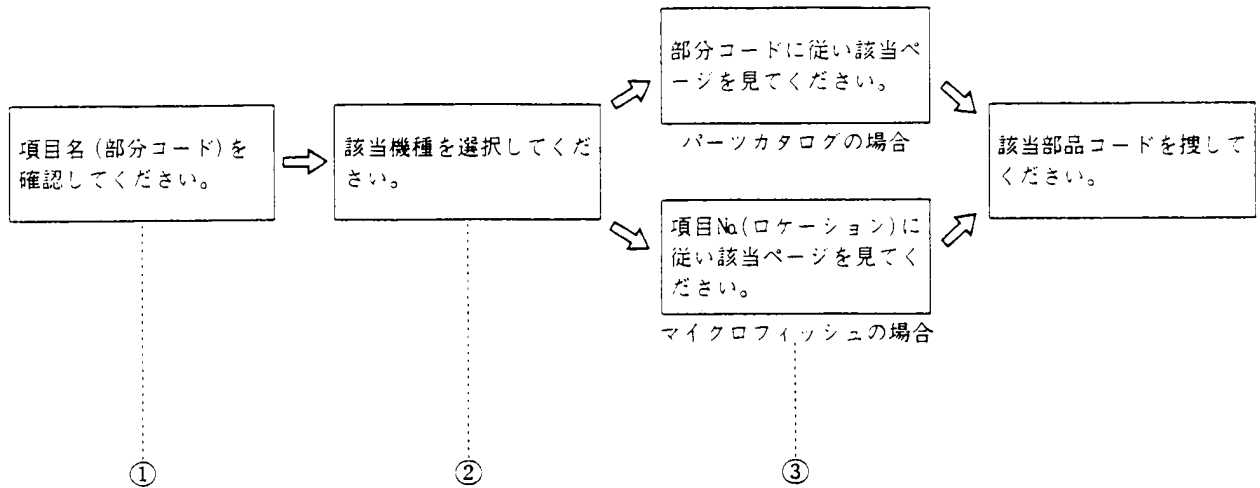 項目名(部分コード)を
確認してください。
該当機種を選択してくだ
さい。
部分コードに従い該当ペ
ージを見てください。
パーツカタログの場合
項目No.(ロケーション)に
従い該当ページを見てく
ださい。
マイクロフィッシュの場合
該当部品コードを捜して
ください。
①
②
③